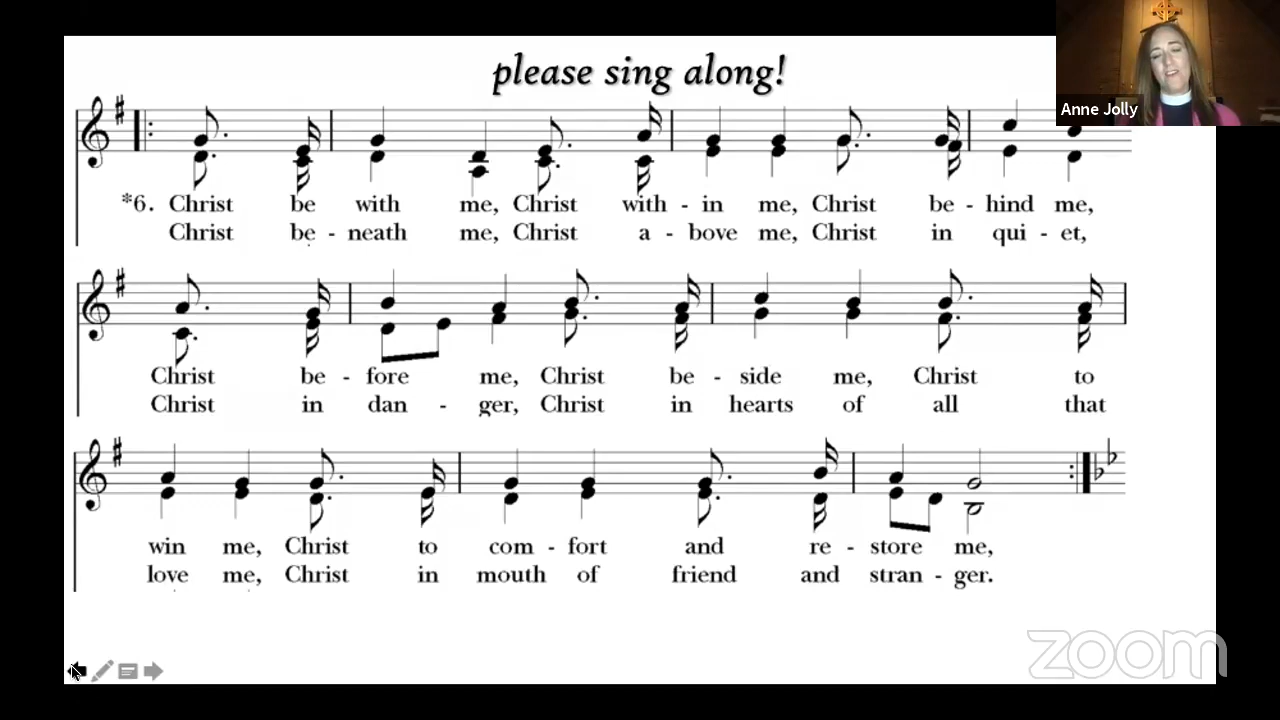 please sing along!
Anne Jolly
*6. Christ be with me, Christ with - in me, Christ be - hind me,
Christ be - neath me, Christ a - bove me, Christ in qui - et,
Christ be - fore me, Christ be - side me, Christ to
Christ in dan - ger, Christ in hearts of all that
win me, Christ to com - fort and re - store me,
love me, Christ in mouth of friend and stran - ger.
zoom